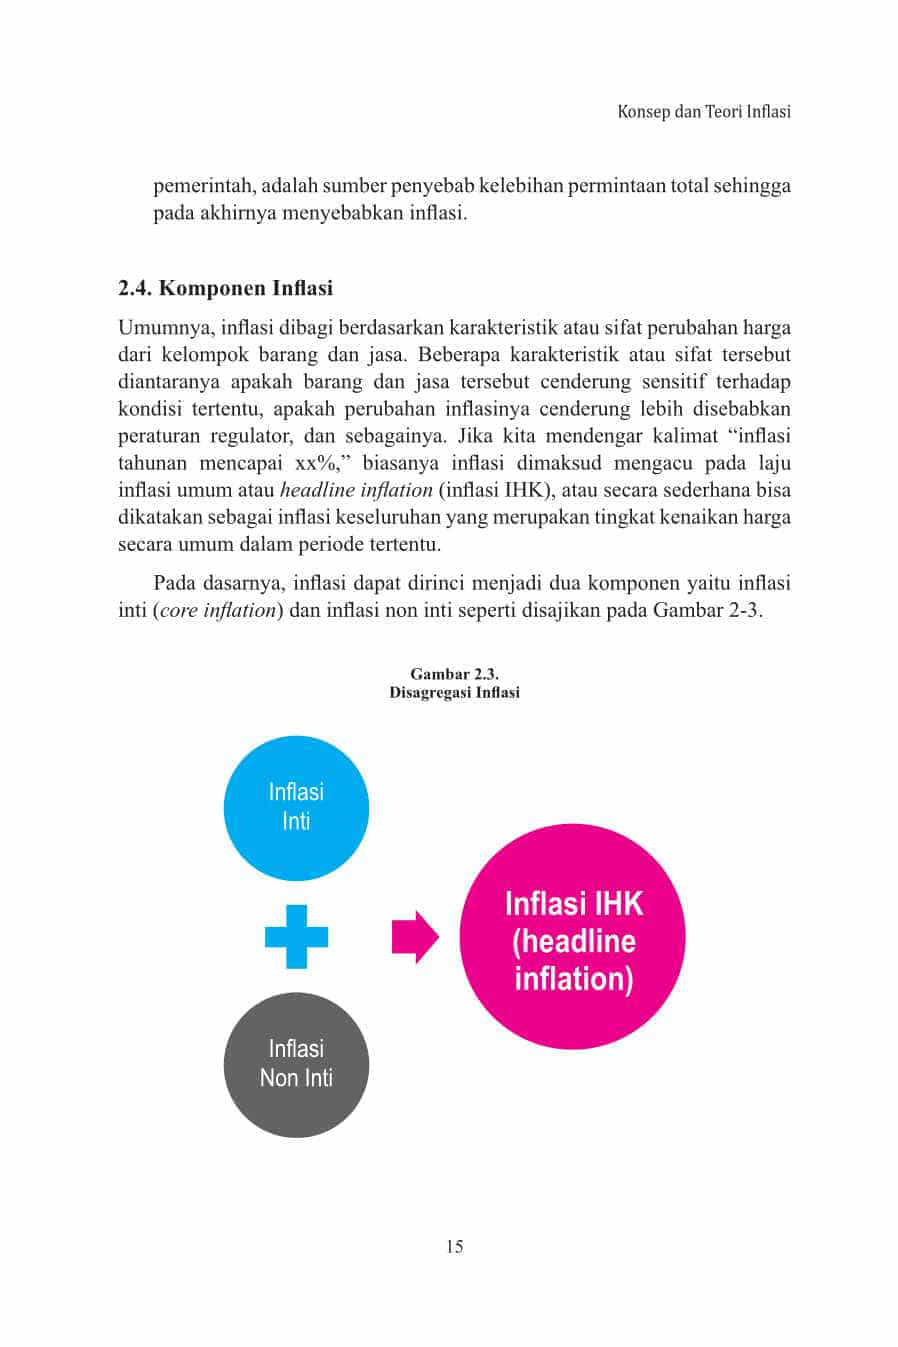 Konsep dan Teori Inflasi
pemerintah, adalah sumber penyebab kelebihan permintaan total sehingga
pada akhirnya menyebabkan inflasi.
2.4. Komponen Inflasi
Umumnya, inflasi dibagi berdasarkan karakteristik atau sifat perubahan harga
dari kelompok barang dan jasa. Beberapa karakteristik atau sifat tersebut
diantaranya apakah barang dan jasa tersebut cenderung sensitif terhadap
kondisi tertentu, apakah perubahan inflasinya cenderung lebih disebabkan
peraturan regulator, dan sebagainya. Jika kita mendengar kalimat “inflasi
tahunan mencapai xx%,” biasanya inflasi dimaksud mengacu pada laju
inflasi umum atau headline inflation (inflasi IHK), atau secara sederhana bisa
dikatakan sebagai inflasi keseluruhan yang merupakan tingkat kenaikan harga
secara umum dalam periode tertentu.
Pada dasarnya, inflasi dapat dirinci menjadi dua komponen yaitu inflasi
inti (core inflation) dan inflasi non inti seperti disajikan pada Gambar 2-3.
Gambar 2.3.
Disagregasi Inflasi
Inflasi
Inti
Inflasi IHK
(headline
inflation)
Inflasi
Non Inti
15